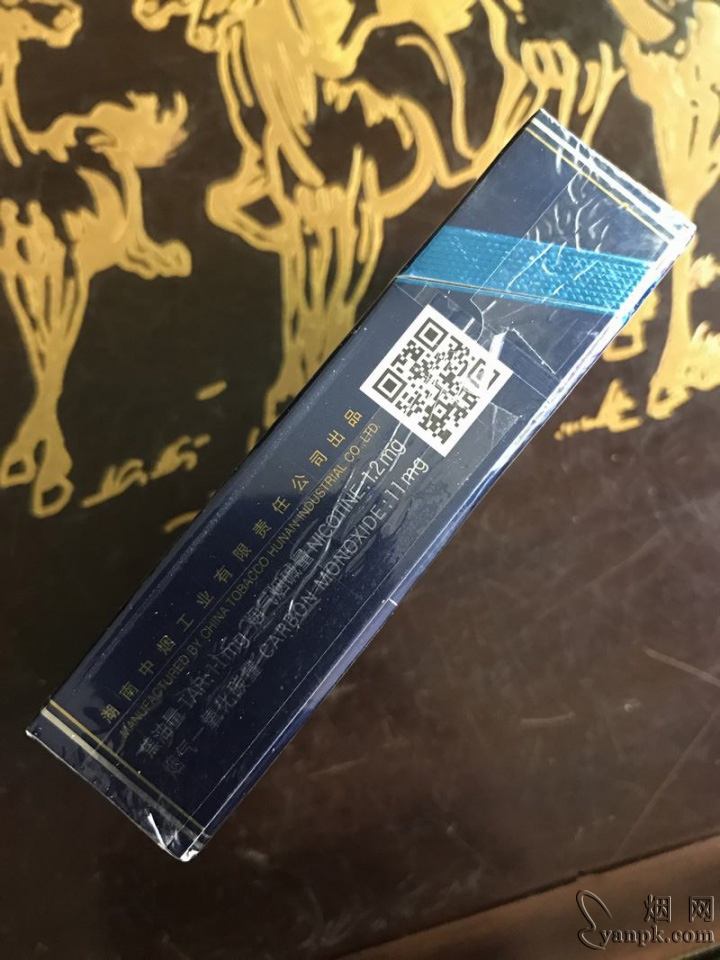 湖南中烟工业有限责任公司出品
MANUFACTURED BY CHINA TOBACCO HUNAN INDUSTRIAL CO.,LTD.
焦油量 TAR:11mg 烟气烟碱量 NICOTINE:1.2mg
烟气一氧化碳量 CARBON MONOXIDE:11mg
烟网
yanpk.com